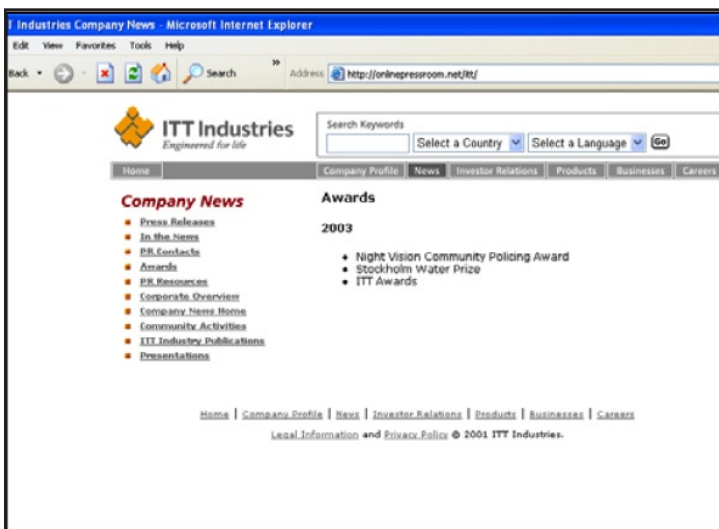 T Industries Company News - Microsoft Internet Explorer
Edit View Favorites Tools Help
Back Search » Address http://onlinepressroom.net/itt/
ITT Industries
Engineered for life
Search Keywords
Select a Country Select a Language Go
Home Company Profile News Investor Relations Products Businesses Careers
Company News
Press Releases
In the News
PR Contacts
Awards
PR Resources
Corporate Overview
Company News Home
Community Activities
ITT Industry Publications
Presentations
Awards
2003
• Night Vision Community Policing Award
• Stockholm Water Prize
• ITT Awards
Home | Company Profile | News | Investor Relations | Products | Businesses | Careers
Legal Information and Privacy Policy © 2001 ITT Industries.